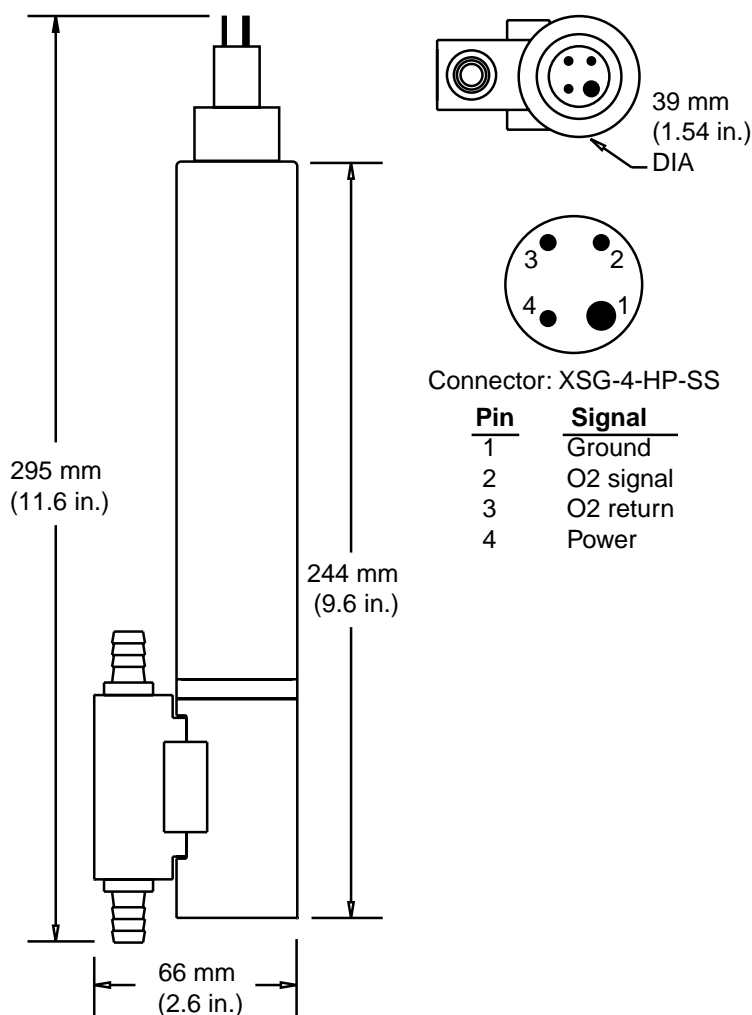 39 mm
(1.54 in.)
DIA
3 2
4 1
Connector: XSG-4-HP-SS
Pin Signal
1 Ground
2 O2 signal
3 O2 return
4 Power
295 mm
(11.6 in.)
244 mm
(9.6 in.)
66 mm
(2.6 in.)